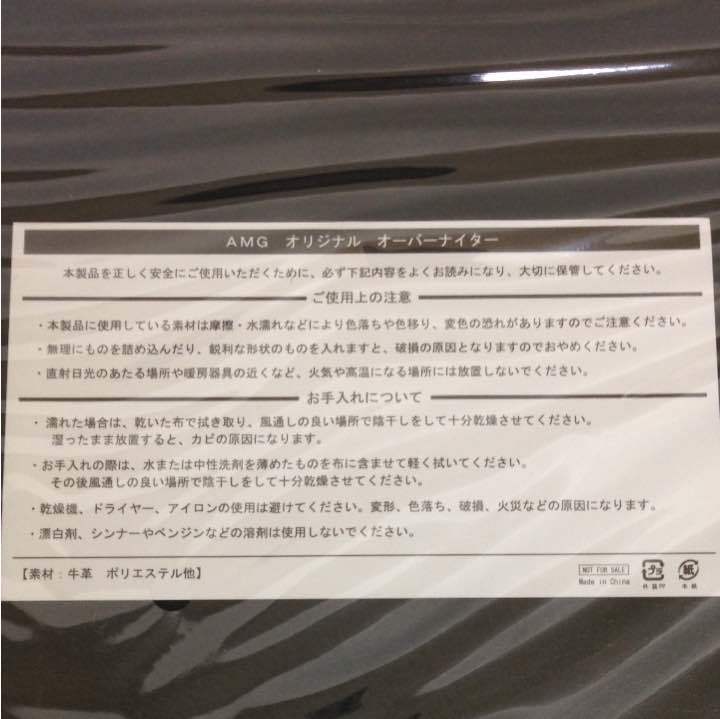 AMG オリジナル オーバーナイター
本製品を正しく安全にご使用いただくために、必ず下記内容をよくお読みになり、大切に保管してください。
ご使用上の注意
・本製品に使用している素材は摩擦・水濡れなどにより色落ちや色移り、変色の恐れがありますのでご注意ください。
・無理にものを詰め込んだり、鋭利な形状のものを入れますと、破損の原因となりますのでおやめください。
・直射日光のあたる場所や暖房器具の近くなど、火気や高温になる場所には放置しないでください。
お手入れについて
・濡れた場合は、乾いた布で拭き取り、風通しの良い場所で陰干しをして十分乾燥させてください。
湿ったまま放置すると、カビの原因になります。
・お手入れの際は、水または中性洗剤を薄めたものを布に含ませて軽く拭いてください。
その後風通しの良い場所で陰干しをして十分乾燥させてください。
・乾燥機、ドライヤー、アイロンの使用は避けてください。変形、色落ち、破損、火災などの原因になります。
・漂白剤、シンナーやベンジンなどの溶剤は使用しないでください。
【素材：牛革 ポリエステル他】
NOT FOR SALE
Made in China
プラ
外装PP
紙
本紙